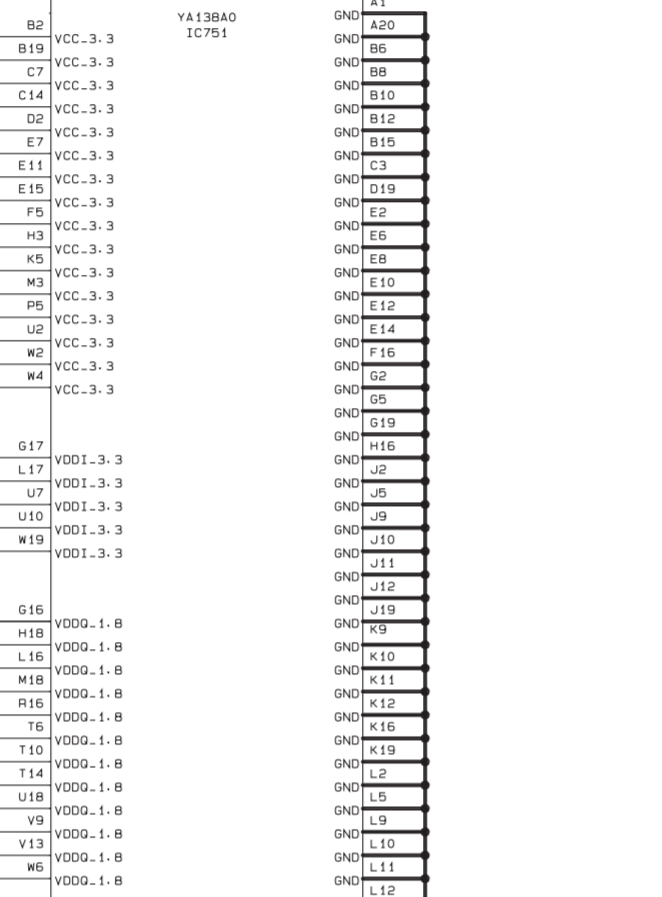 YA138A0
IC751
B2 VCC_3.3
B19 VCC_3.3
C7 VCC_3.3
C14 VCC_3.3
D2 VCC_3.3
E7 VCC_3.3
E11 VCC_3.3
E15 VCC_3.3
F5 VCC_3.3
H3 VCC_3.3
K5 VCC_3.3
M3 VCC_3.3
P5 VCC_3.3
U2 VCC_3.3
W2 VCC_3.3
W4 VCC_3.3
G17 VDDI_3.3
L17 VDDI_3.3
U7 VDDI_3.3
U10 VDDI_3.3
W19 VDDI_3.3
G16 VDDQ_1.8
H18 VDDQ_1.8
L16 VDDQ_1.8
M18 VDDQ_1.8
R16 VDDQ_1.8
T6 VDDQ_1.8
T10 VDDQ_1.8
T14 VDDQ_1.8
U18 VDDQ_1.8
V9 VDDQ_1.8
V13 VDDQ_1.8
W6 VDDQ_1.8
GND A1
GND A20
GND B6
GND B8
GND B10
GND B12
GND B15
GND C3
GND D19
GND E2
GND E6
GND E8
GND E10
GND E12
GND E14
GND F16
GND G2
GND G5
GND G19
GND H16
GND J2
GND J5
GND J9
GND J10
GND J11
GND J12
GND J19
GND K9
GND K10
GND K11
GND K12
GND K16
GND K19
GND L2
GND L5
GND L9
GND L10
GND L11
L12